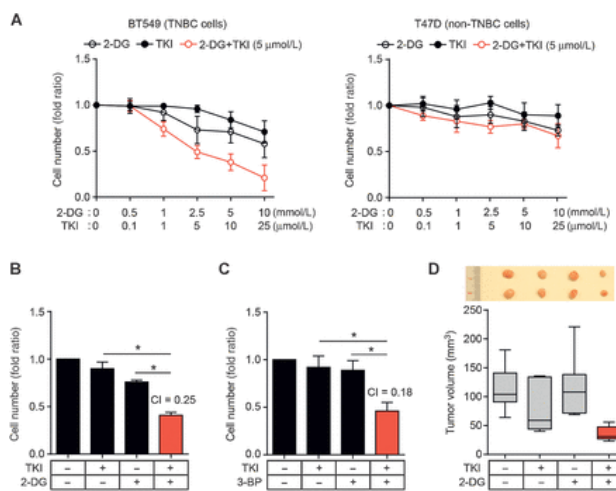 A
BT549 (TNBC cells)
2-DG TKI 2-DG+TKI (5 μmol/L)
Cell number (fold ratio)
1.5
1.0
0.5
0.0
2-DG : 0 0.5 1 2.5 5 10 (mmol/L)
TKI : 0 0.1 1 5 10 25 (μmol/L)
T47D (non-TNBC cells)
2-DG TKI 2-DG+TKI (5 μmol/L)
Cell number (fold ratio)
1.5
1.0
0.5
0.0
0 0.5 1 2.5 5 10 (mmol/L)
0 0.1 1 5 10 25 (μmol/L)
B
Cell number (fold ratio)
1.5
1.0
0.5
0.0
*
*
CI = 0.25
TKI – + – +
2-DG – – + +
C
Cell number (fold ratio)
1.5
1.0
0.5
0.0
*
*
CI = 0.18
TKI – + – +
3-BP – – + +
D
Tumor volume (mm³)
250
200
150
100
50
0
TKI – + – +
2-DG – – + +